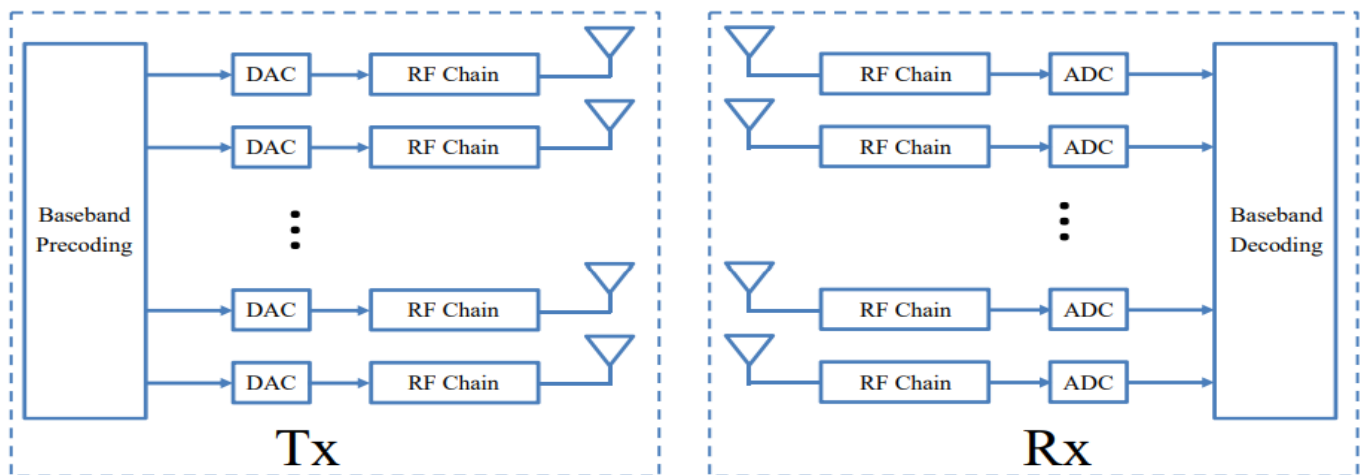 DAC
RF Chain
RF Chain
ADC
DAC
RF Chain
RF Chain
ADC
Baseband
Precoding
Baseband
Decoding
DAC
RF Chain
RF Chain
ADC
DAC
RF Chain
RF Chain
ADC
Tx
Rx